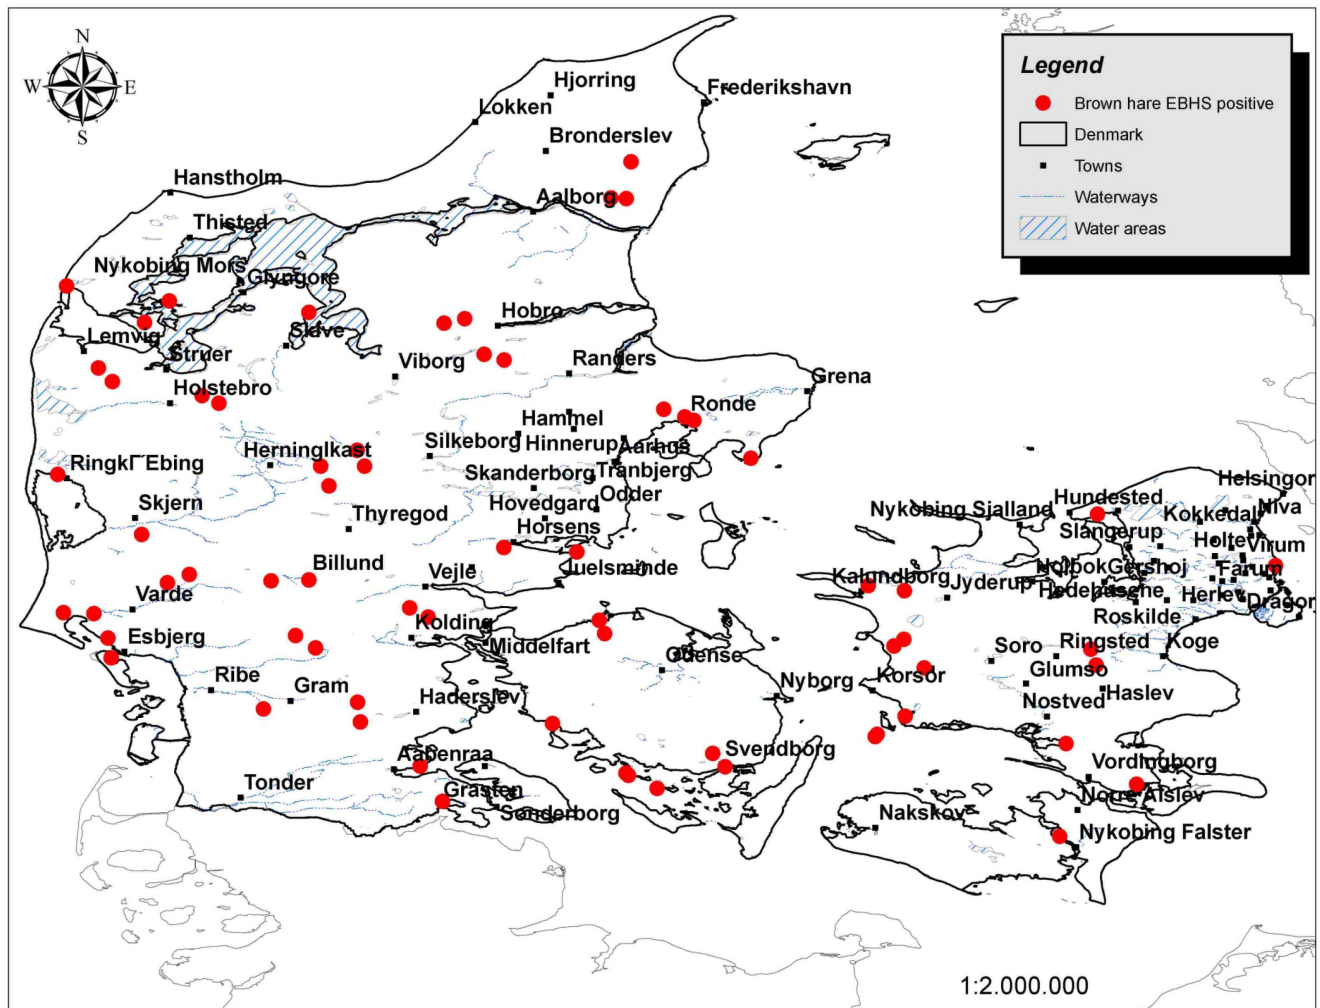 N
W E
S
Legend
Brown hare EBHS positive
Denmark
Towns
Waterways
Water areas
Hjorring
Frederikshavn
Lokken
Bronderslev
Hanstholm
Aalborg
Thisted
Nykobing Mors
Glyngore
Hobro
Lemvig
Skive
Struer
Viborg
Randers
Holstebro
Grena
Ronde
Hammel
Silkeborg
Hinnerup
Aarhus
HerningIkast
RingkГEbing
Skanderborg
Tranbjerg
Odder
Skjern
Hovedgard
Thyregod
Horsens
Helsingor
Hundested
Nykobing Sjalland
Kokkedal
Niva
Slangerup
Holte
Virum
Billund
Vejle
Juelsminde
Kalundborg
Jyderup
Holbok
Gershoj
Farum
Hedehusene
Herlev
Dragor
Varde
Kolding
Roskilde
Esbjerg
Middelfart
Odense
Soro
Ringsted
Koge
Ribe
Gram
Haderslev
Nyborg
Korsor
Glumso
Haslev
Nostved
Aabenraa
Svendborg
Vordingborg
Tonder
Grasten
Sonderborg
Norre Alslev
Nakskov
Nykobing Falster
1:2.000.000